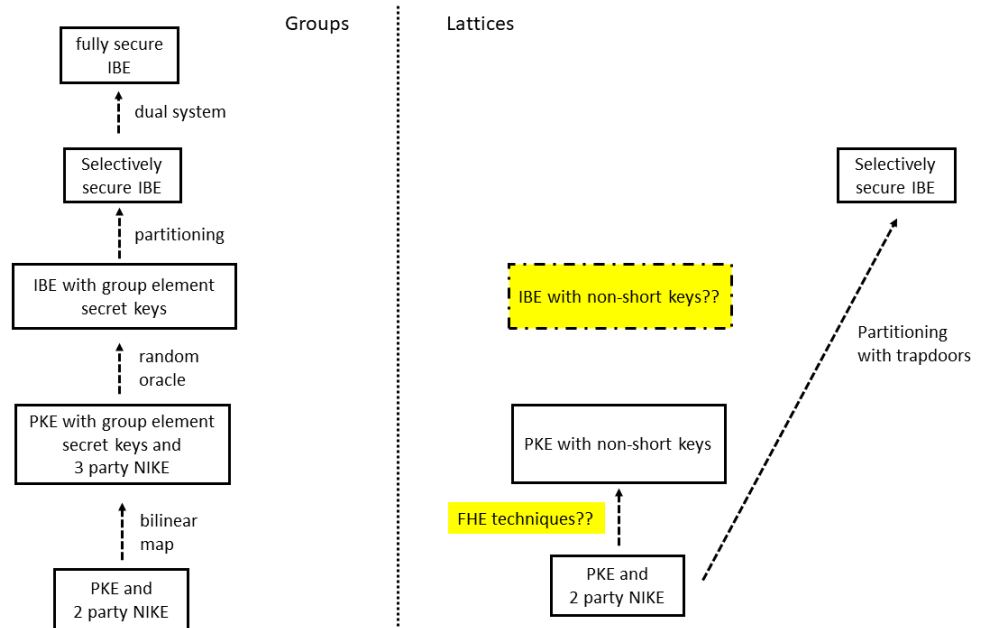 Groups
Lattices
fully secure
IBE
dual system
Selectively
secure IBE
partitioning
IBE with group element
secret keys
random
oracle
PKE with group element
secret keys and
3 party NIKE
bilinear
map
PKE and
2 party NIKE
Selectively
secure IBE
IBE with non-short keys??
Partitioning
with trapdoors
PKE with non-short keys
FHE techniques??
PKE and
2 party NIKE